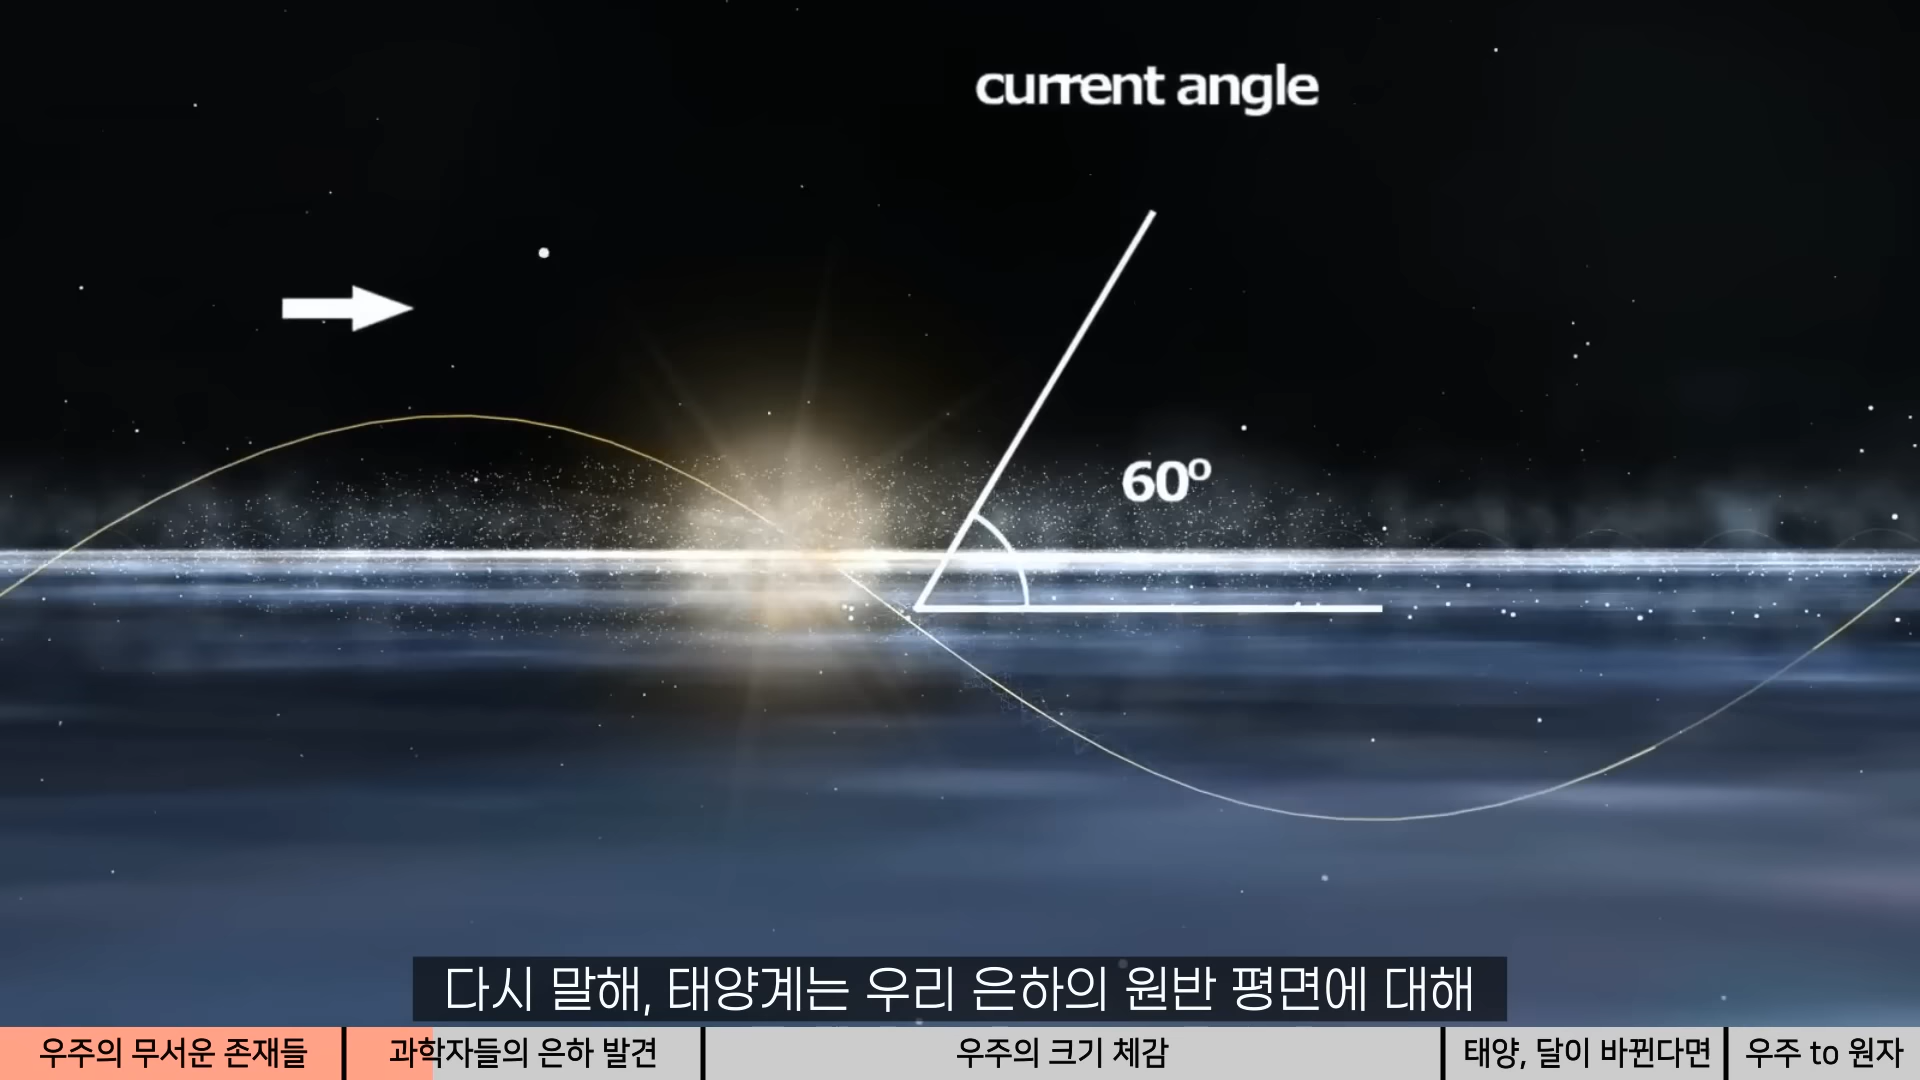 current angle
60º
다시 말해, 태양계는 우리 은하의 원반 평면에 대해
우주의 무서운 존재들
과학자들의 은하 발견
우주의 크기 체감
태양, 달이 바뀐다면
우주 to 원자